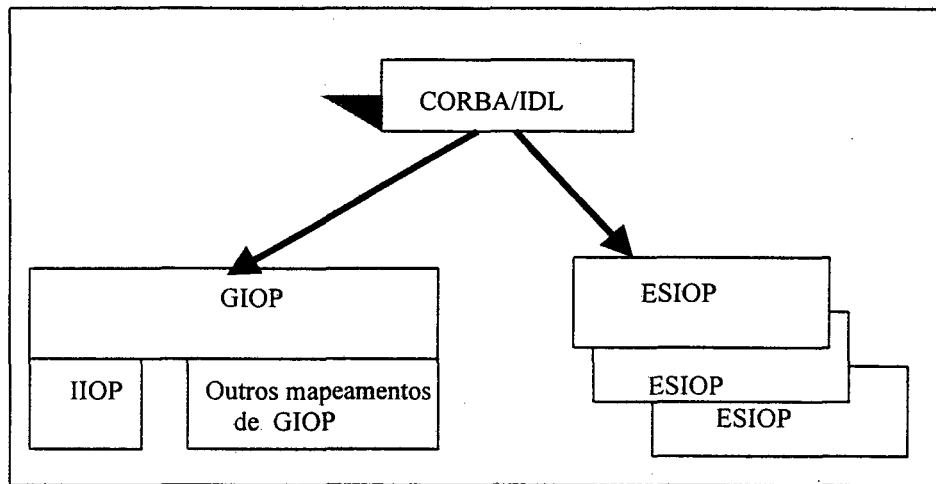 CORBA/IDL
GIOP
ESIOP
IIOP
Outros mapeamentos
de GIOP
ESIOP
ESIOP